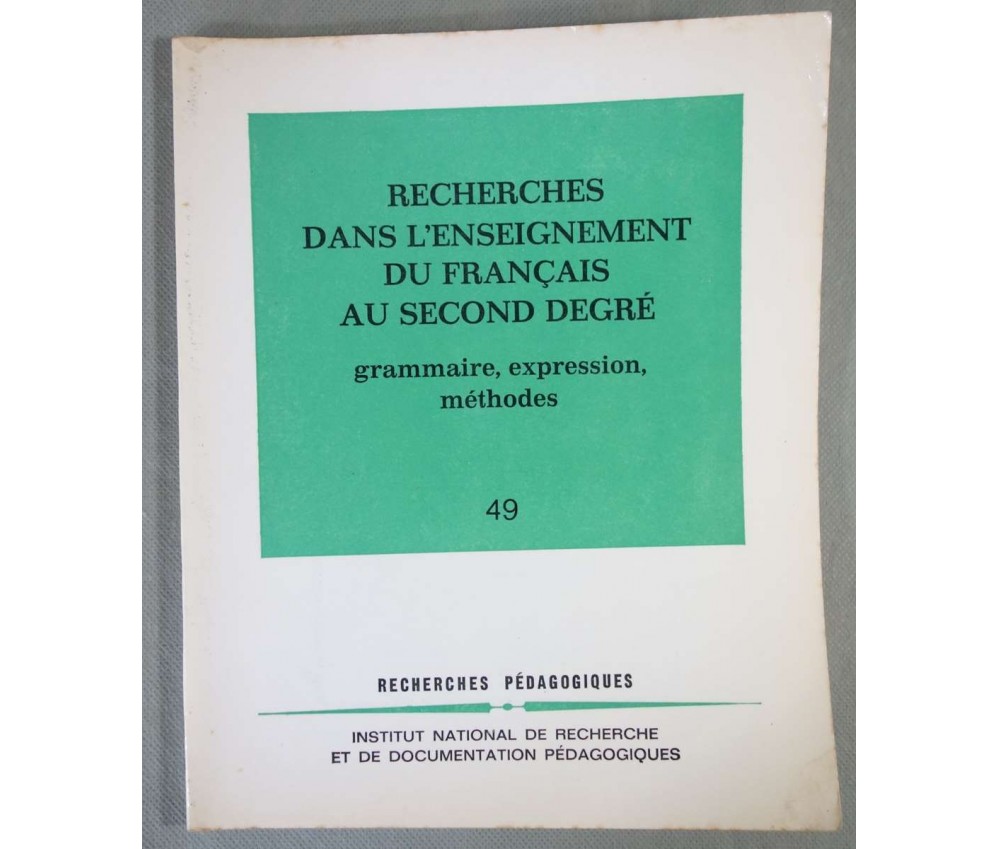 RECHERCHES
DANS L'ENSEIGNEMENT
DU FRANÇAIS
AU SECOND DEGRÉ
grammaire, expression,
méthodes
49
RECHERCHES PÉDAGOGIQUES
INSTITUT NATIONAL DE RECHERCHE
ET DE DOCUMENTATION PÉDAGOGIQUES